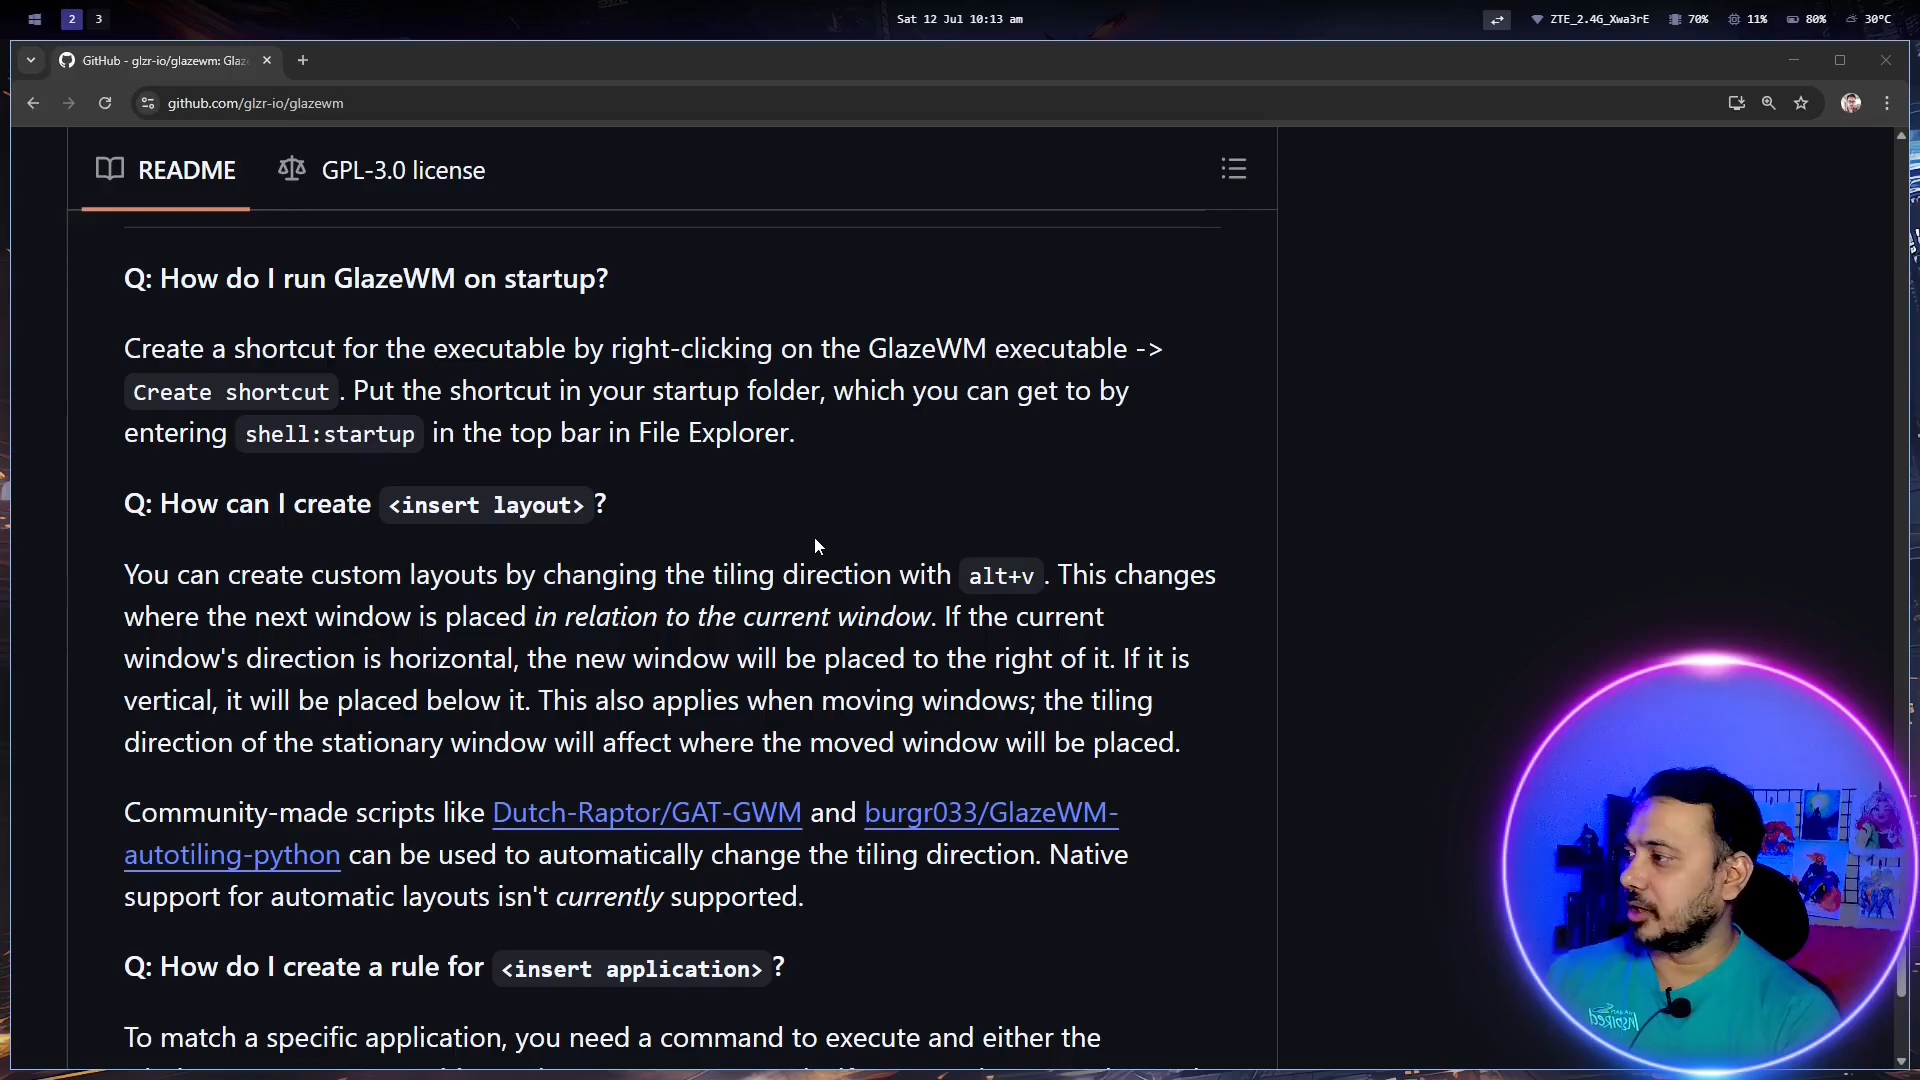 2 3
Sat 12 Jul 10:13 am
ZTE_2.4G_Xwa3rE 70% 11% 80% 30°C
GitHub - glzr-io/glazewm: Glaz
github.com/glzr-io/glazewm
README GPL-3.0 license
Q: How do I run GlazeWM on startup?
Create a shortcut for the executable by right-clicking on the GlazeWM executable ->
Create shortcut . Put the shortcut in your startup folder, which you can get to by
entering shell:startup in the top bar in File Explorer.
Q: How can I create <insert layout> ?
You can create custom layouts by changing the tiling direction with alt+v . This changes
where the next window is placed in relation to the current window. If the current
window's direction is horizontal, the new window will be placed to the right of it. If it is
vertical, it will be placed below it. This also applies when moving windows; the tiling
direction of the stationary window will affect where the moved window will be placed.
Community-made scripts like Dutch-Raptor/GAT-GWM and burgr033/GlazeWM-
autotiling-python can be used to automatically change the tiling direction. Native
support for automatic layouts isn't currently supported.
Q: How do I create a rule for <insert application> ?
To match a specific application, you need a command to execute and either the